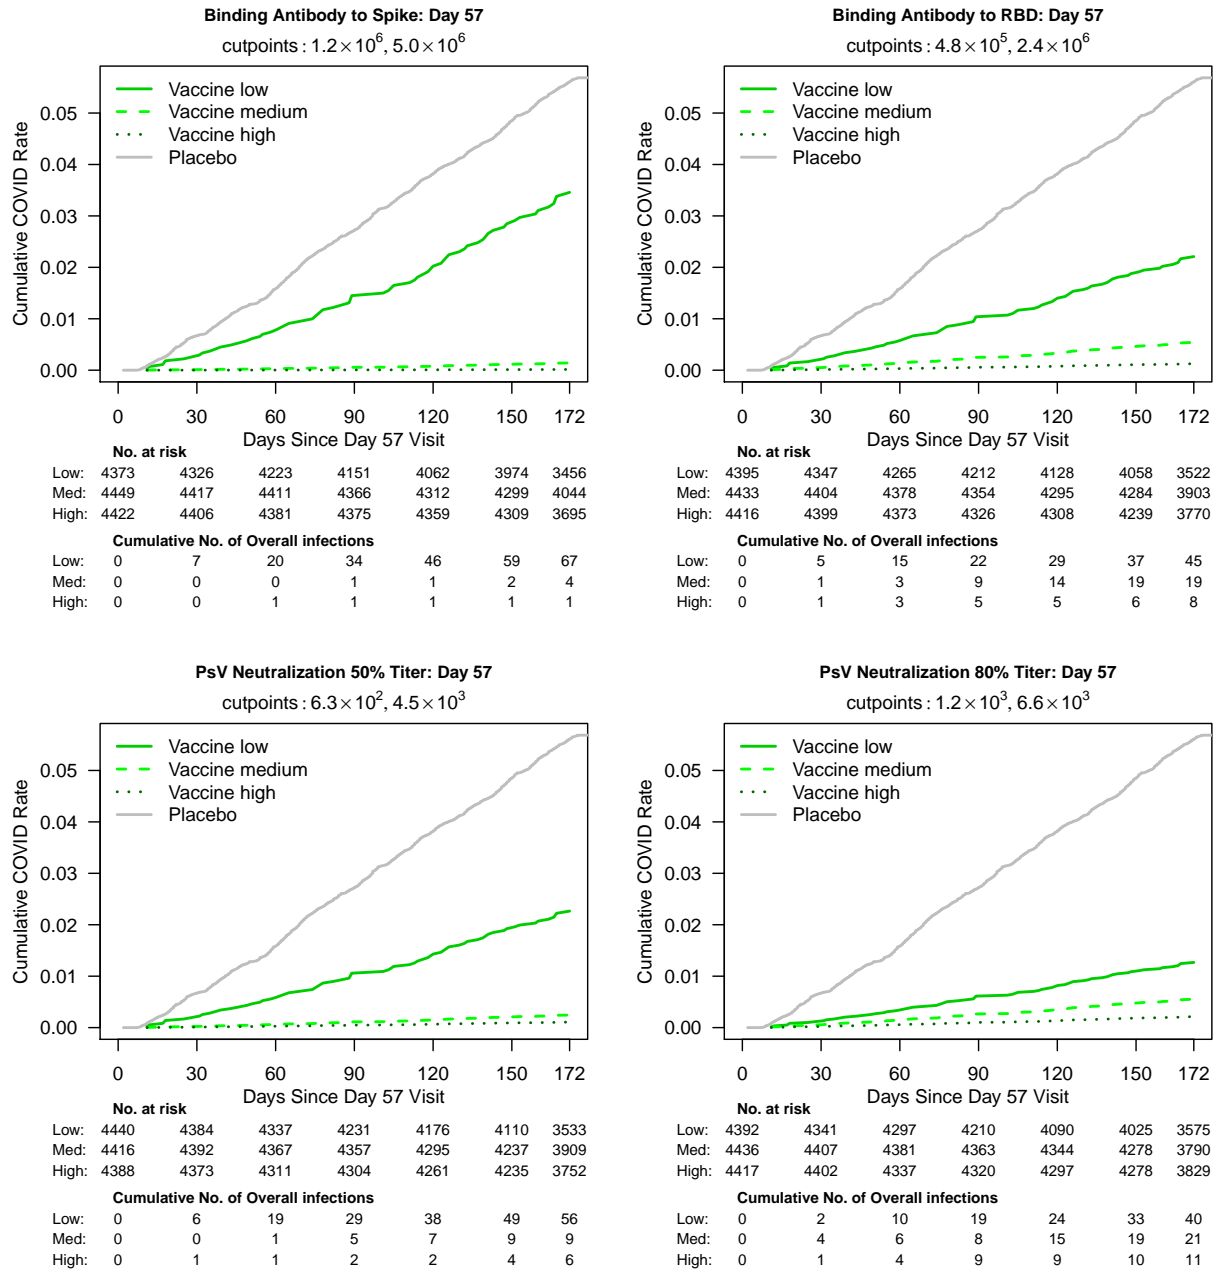 Binding Antibody to Spike: Day 57
cutpoints : 1.2×10⁶, 5.0×10⁶
Vaccine low
Vaccine medium
Vaccine high
Placebo
Cumulative COVID Rate
0.05
0.04
0.03
0.02
0.01
0.00
0 30 60 90 120 150 172
Days Since Day 57 Visit
No. at risk
Low: 4373 4326 4223 4151 4062 3974 3456
Med: 4449 4417 4411 4366 4312 4299 4044
High: 4422 4406 4381 4375 4359 4309 3695
Cumulative No. of Overall infections
Low: 0 7 20 34 46 59 67
Med: 0 0 0 1 1 2 4
High: 0 0 1 1 1 1 1
Binding Antibody to RBD: Day 57
cutpoints : 4.8×10⁵, 2.4×10⁶
Vaccine low
Vaccine medium
Vaccine high
Placebo
Cumulative COVID Rate
0.05
0.04
0.03
0.02
0.01
0.00
0 30 60 90 120 150 172
Days Since Day 57 Visit
No. at risk
Low: 4395 4347 4265 4212 4128 4058 3522
Med: 4433 4404 4378 4354 4295 4284 3903
High: 4416 4399 4373 4326 4308 4239 3770
Cumulative No. of Overall infections
Low: 0 5 15 22 29 37 45
Med: 0 1 3 9 14 19 19
High: 0 1 3 5 5 6 8
PsV Neutralization 50% Titer: Day 57
cutpoints : 6.3×10², 4.5×10³
Vaccine low
Vaccine medium
Vaccine high
Placebo
Cumulative COVID Rate
0.05
0.04
0.03
0.02
0.01
0.00
0 30 60 90 120 150 172
Days Since Day 57 Visit
No. at risk
Low: 4440 4384 4337 4231 4176 4110 3533
Med: 4416 4392 4367 4357 4295 4237 3909
High: 4388 4373 4311 4304 4261 4235 3752
Cumulative No. of Overall infections
Low: 0 6 19 29 38 49 56
Med: 0 0 1 5 7 9 9
High: 0 1 1 2 2 4 6
PsV Neutralization 80% Titer: Day 57
cutpoints : 1.2×10³, 6.6×10³
Vaccine low
Vaccine medium
Vaccine high
Placebo
Cumulative COVID Rate
0.05
0.04
0.03
0.02
0.01
0.00
0 30 60 90 120 150 172
Days Since Day 57 Visit
No. at risk
Low: 4392 4341 4297 4210 4090 4025 3575
Med: 4436 4407 4381 4363 4344 4278 3790
High: 4417 4402 4337 4320 4297 4278 3829
Cumulative No. of Overall infections
Low: 0 2 10 19 24 33 40
Med: 0 4 6 8 15 19 21
High: 0 1 4 9 9 10 11